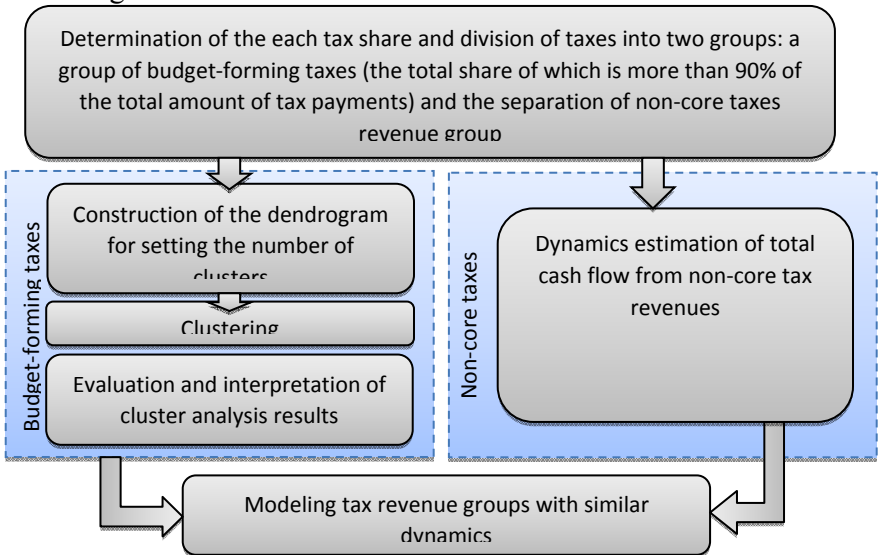 Determination of the each tax share and division of taxes into two groups: a
group of budget-forming taxes (the total share of which is more than 90% of
the total amount of tax payments) and the separation of non-core taxes
revenue group
Budget-forming taxes
Construction of the dendrogram
for setting the number of
clusters
Clustering
Evaluation and interpretation of
cluster analysis results
Non-core taxes
Dynamics estimation of total
cash flow from non-core tax
revenues
Modeling tax revenue groups with similar
dynamics